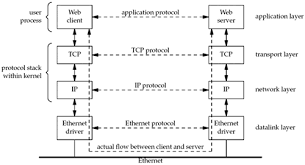 user
process
Web
client
application protocol
Web
server
application layer
TCP
TCP protocol
TCP
transport layer
protocol stack
within kernel
IP
IP protocol
IP
network layer
Ethernet
driver
Ethernet protocol
Ethernet
driver
datalink layer
actual flow between client and server
Ethernet